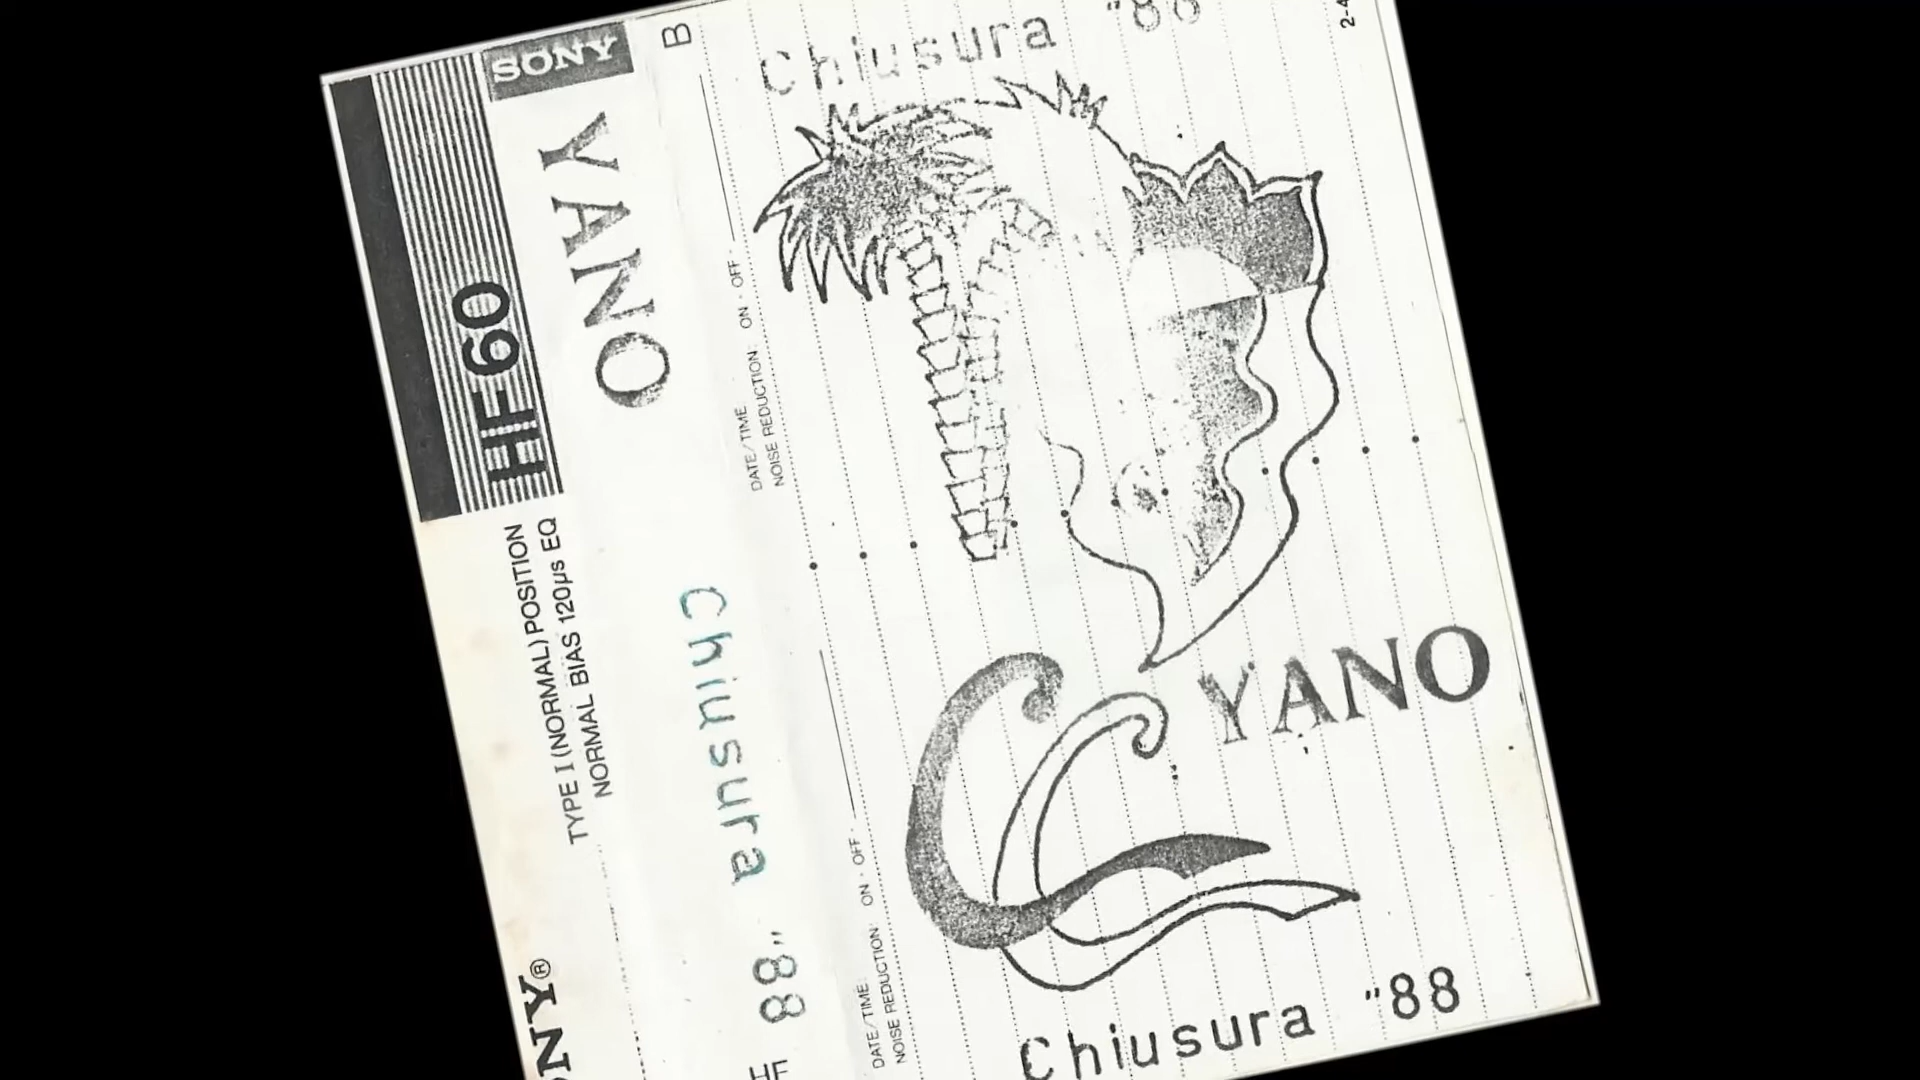 SONY
HF60
TYPE I (NORMAL) POSITION
NORMAL BIAS 120µs EQ
YANO
Chiusura "88
B
DATE/TIME
NOISE REDUCTION: ON · OFF
Chiusura "88
YANO
DATE/TIME:
NOISE REDUCTION: ON · OFF
Chiusura "88